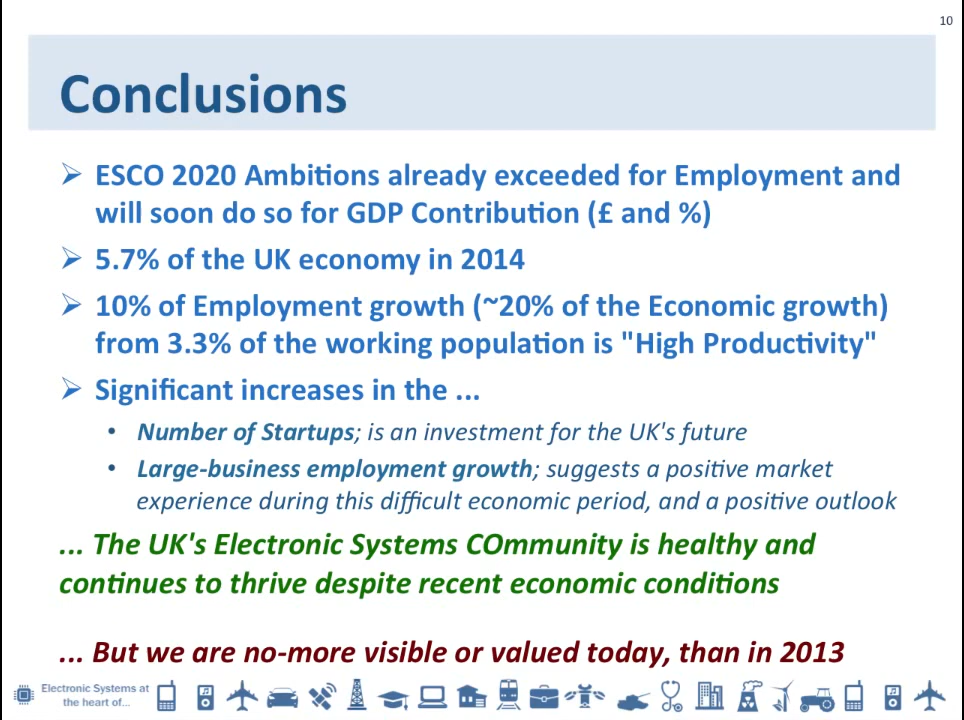 10
Conclusions
➢ ESCO 2020 Ambitions already exceeded for Employment and
will soon do so for GDP Contribution (£ and %)
➢ 5.7% of the UK economy in 2014
➢ 10% of Employment growth (~20% of the Economic growth)
from 3.3% of the working population is "High Productivity"
➢ Significant increases in the ...
• Number of Startups; is an investment for the UK's future
• Large-business employment growth; suggests a positive market
experience during this difficult economic period, and a positive outlook
... The UK's Electronic Systems COmmunity is healthy and
continues to thrive despite recent economic conditions
... But we are no-more visible or valued today, than in 2013
Electronic Systems at
the heart of...